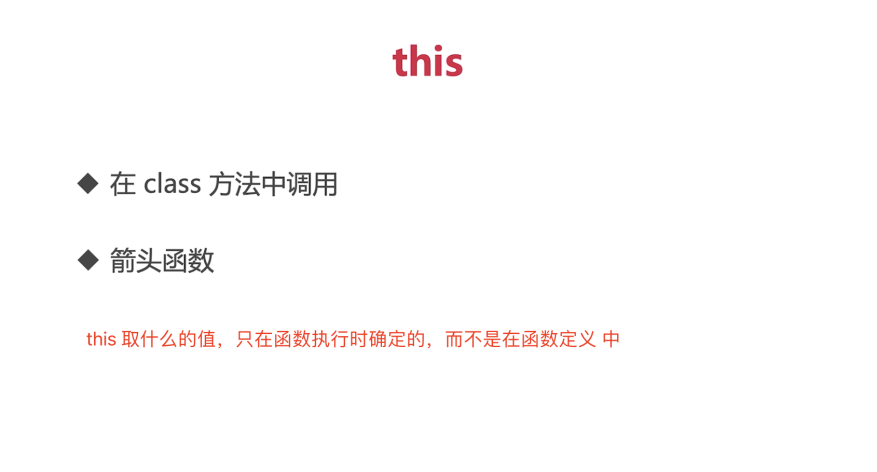 this
◆ 在 class 方法中调用
◆ 箭头函数
this 取什么的值，只在函数执行时确定的，而不是在函数定义 中